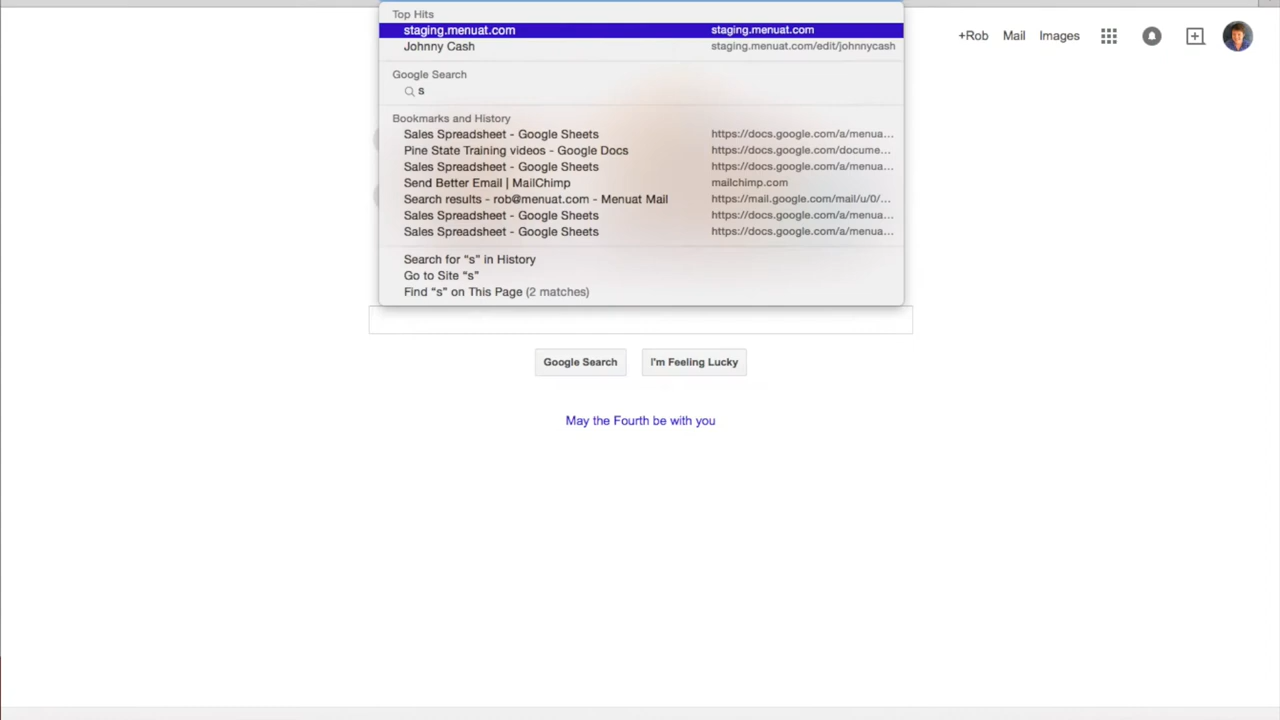 Top Hits
staging.menuat.com staging.menuat.com
Johnny Cash staging.menuat.com/edit/johnnycash
+Rob Mail Images
Google Search
s
Bookmarks and History
Sales Spreadsheet - Google Sheets https://docs.google.com/a/menua...
Pine State Training videos - Google Docs https://docs.google.com/docume...
Sales Spreadsheet - Google Sheets https://docs.google.com/a/menua...
Send Better Email | MailChimp mailchimp.com
Search results - rob@menuat.com - Menuat Mail https://mail.google.com/mail/u/0/...
Sales Spreadsheet - Google Sheets https://docs.google.com/a/menua...
Sales Spreadsheet - Google Sheets https://docs.google.com/a/menua...
Search for “s” in History
Go to Site “s”
Find “s” on This Page (2 matches)
Google Search I'm Feeling Lucky
May the Fourth be with you